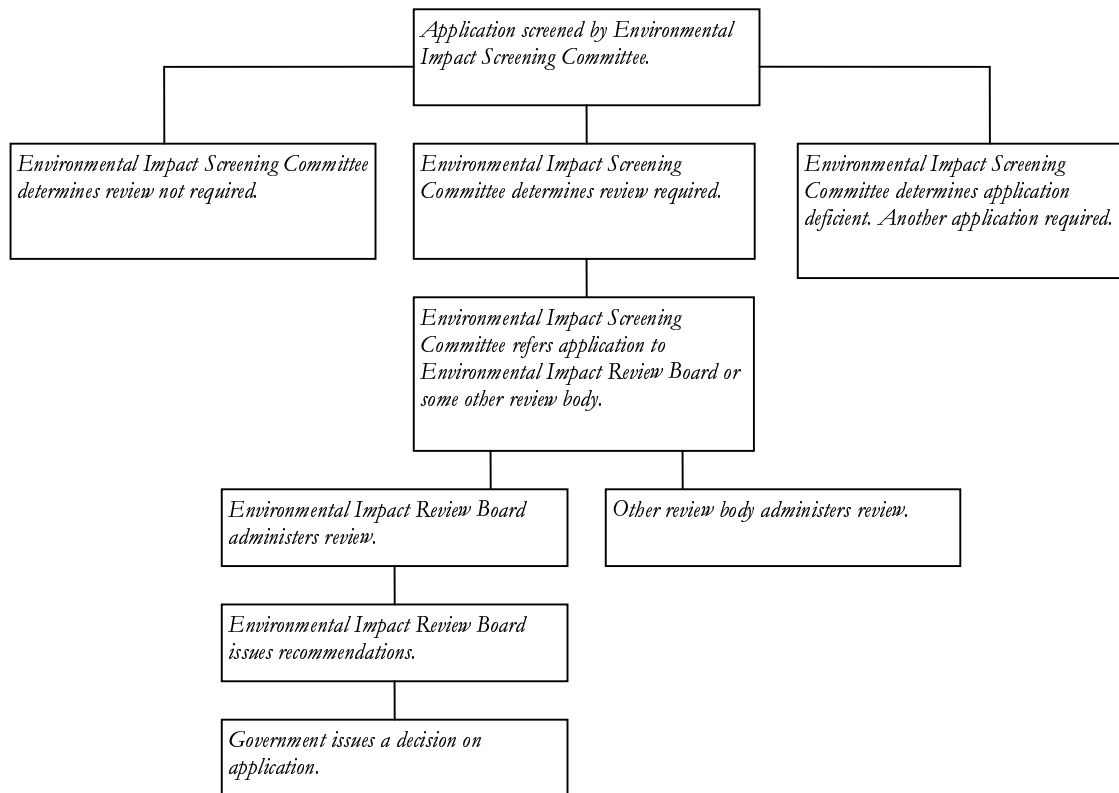 Application screened by Environmental
Impact Screening Committee.
Environmental Impact Screening Committee
determines review not required.
Environmental Impact Screening
Committee determines review required.
Environmental Impact Screening
Committee determines application
deficient. Another application required.
Environmental Impact Screening
Committee refers application to
Environmental Impact Review Board or
some other review body.
Environmental Impact Review Board
administers review.
Other review body administers review.
Environmental Impact Review Board
issues recommendations.
Government issues a decision on
application.